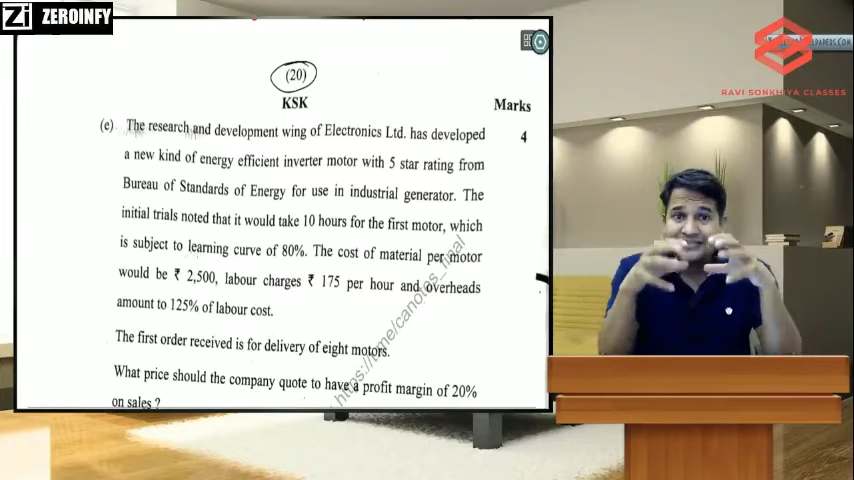 Zi ZEROINFY
(20)
KSK
Marks
(e) The research and development wing of Electronics Ltd. has developed 4
a new kind of energy efficient inverter motor with 5 star rating from
Bureau of Standards of Energy for use in industrial generator. The
initial trials noted that it would take 10 hours for the first motor, which
is subject to learning curve of 80%. The cost of material per motor
would be ₹ 2,500, labour charges ₹ 175 per hour and overheads
amount to 125% of labour cost.
The first order received is for delivery of eight motors.
What price should the company quote to have a profit margin of 20%
on sales ?
RAVI SONKHIYA CLASSES